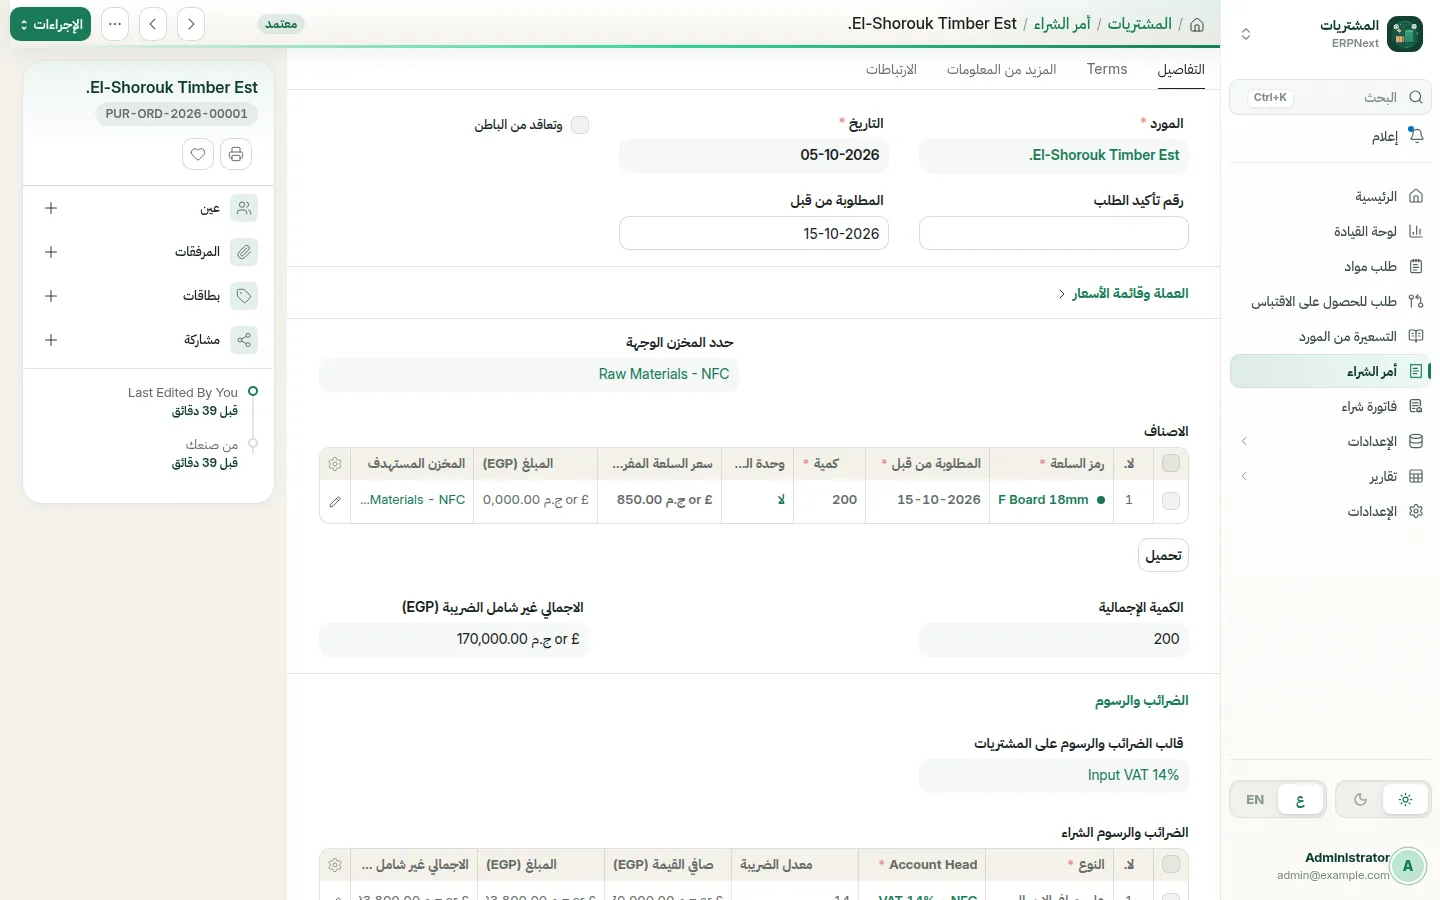 المشتريات
ERPNext
البحث
Ctrl+K
إعلام
الرئيسية
لوحة القيادة
طلب مواد
طلب للحصول على الاقتباس
التسعيرة من المورد
أمر الشراء
فاتورة شراء
الإعدادات
تقارير
الإعدادات
ع EN
Administrator
admin@example.com
A
المشتريات / أمر الشراء / El-Shorouk Timber Est.
معتمد
الإجراءات
التفاصيل Terms المزيد من المعلومات الارتباطات
المورد *
El-Shorouk Timber Est.
التاريخ *
05-10-2026
وتعاقد من الباطن
رقم تأكيد الطلب
المطلوبة من قبل
15-10-2026
العملة وقائمة الأسعار
حدد المخزن الوجهة
Raw Materials - NFC
الاصناف
لا. رمز السلعة * المطلوبة من قبل * كمية * وحدة الـ... سعر السلعة المفر... المبلغ (EGP) المخزن المستهدف
1 F Board 18mm 15-10-2026 200 لا £ or ج.م 850.00 £ or ج.م 0,000.00 Materials - NFC...
تحميل
الكمية الإجمالية
200
الاجمالي غير شامل الضريبة (EGP)
£ or ج.م 170,000.00
الضرائب والرسوم
قالب الضرائب والرسوم على المشتريات
Input VAT 14%
الضرائب والرسوم الشراء
لا. النوع * Account Head * معدل الضريبة صافي القيمة (EGP) المبلغ (EGP) الاجمالي غير شامل ...
El-Shorouk Timber Est.
PUR-ORD-2026-00001
عين
المرفقات
بطاقات
مشاركة
Last Edited By You
قبل 39 دقائق
من صنعك
قبل 39 دقائق